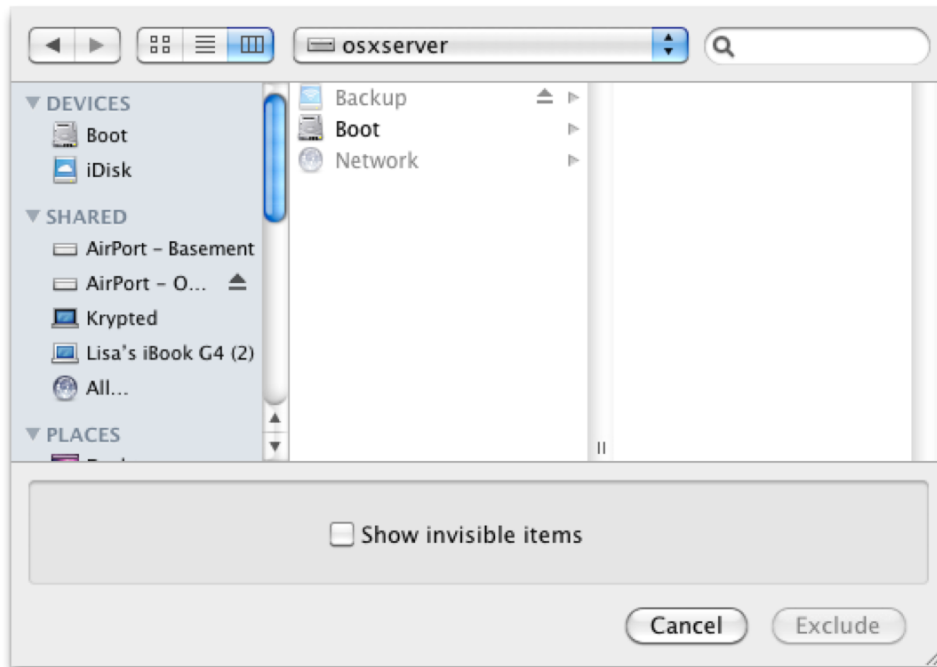 osxserver
DEVICES
Boot
iDisk
SHARED
AirPort – Basement
AirPort – O...
Krypted
Lisa's iBook G4 (2)
All...
PLACES
Backup
Boot
Network
Show invisible items
Cancel
Exclude